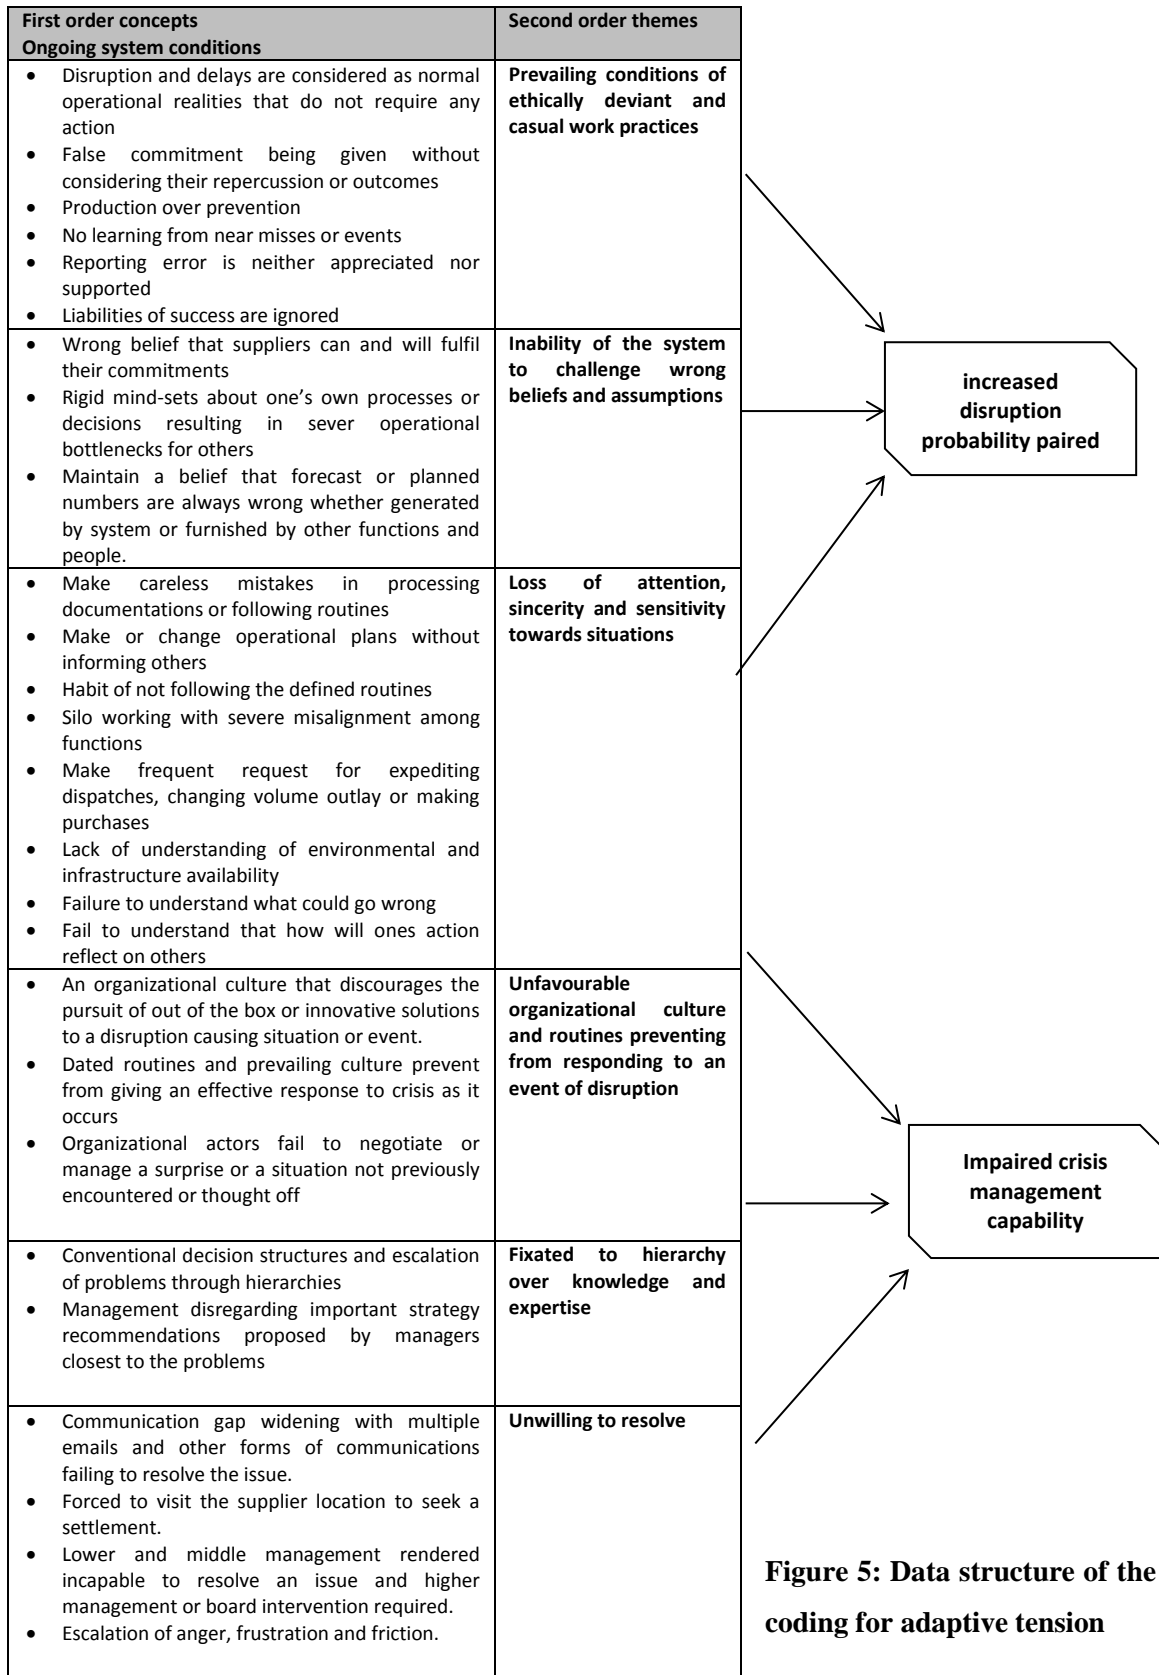 First order concepts
Ongoing system conditions
Second order themes
• Disruption and delays are considered as normal
operational realities that do not require any
action
• False commitment being given without
considering their repercussion or outcomes
• Production over prevention
• No learning from near misses or events
• Reporting error is neither appreciated nor
supported
• Liabilities of success are ignored
Prevailing conditions of
ethically deviant and
casual work practices
• Wrong belief that suppliers can and will fulfil
their commitments
• Rigid mind-sets about one's own processes or
decisions resulting in sever operational
bottlenecks for others
• Maintain a belief that forecast or planned
numbers are always wrong whether generated
by system or furnished by other functions and
people.
Inability of the system
to challenge wrong
beliefs and assumptions
increased
disruption
probability paired
• Make careless mistakes in processing
documentations or following routines
• Make or change operational plans without
informing others
• Habit of not following the defined routines
• Silo working with severe misalignment among
functions
• Make frequent request for expediting
dispatches, changing volume outlay or making
purchases
• Lack of understanding of environmental and
infrastructure availability
• Failure to understand what could go wrong
• Fail to understand that how will ones action
reflect on others
Loss of attention,
sincerity and sensitivity
towards situations
• An organizational culture that discourages the
pursuit of out of the box or innovative solutions
to a disruption causing situation or event.
• Dated routines and prevailing culture prevent
from giving an effective response to crisis as it
occurs
• Organizational actors fail to negotiate or
manage a surprise or a situation not previously
encountered or thought off
Unfavourable
organizational culture
and routines preventing
from responding to an
event of disruption
Impaired crisis
management
capability
• Conventional decision structures and escalation
of problems through hierarchies
• Management disregarding important strategy
recommendations proposed by managers
closest to the problems
Fixated to hierarchy
over knowledge and
expertise
• Communication gap widening with multiple
emails and other forms of communications
failing to resolve the issue.
• Forced to visit the supplier location to seek a
settlement.
• Lower and middle management rendered
incapable to resolve an issue and higher
management or board intervention required.
• Escalation of anger, frustration and friction.
Unwilling to resolve
Figure 5: Data structure of the
coding for adaptive tension